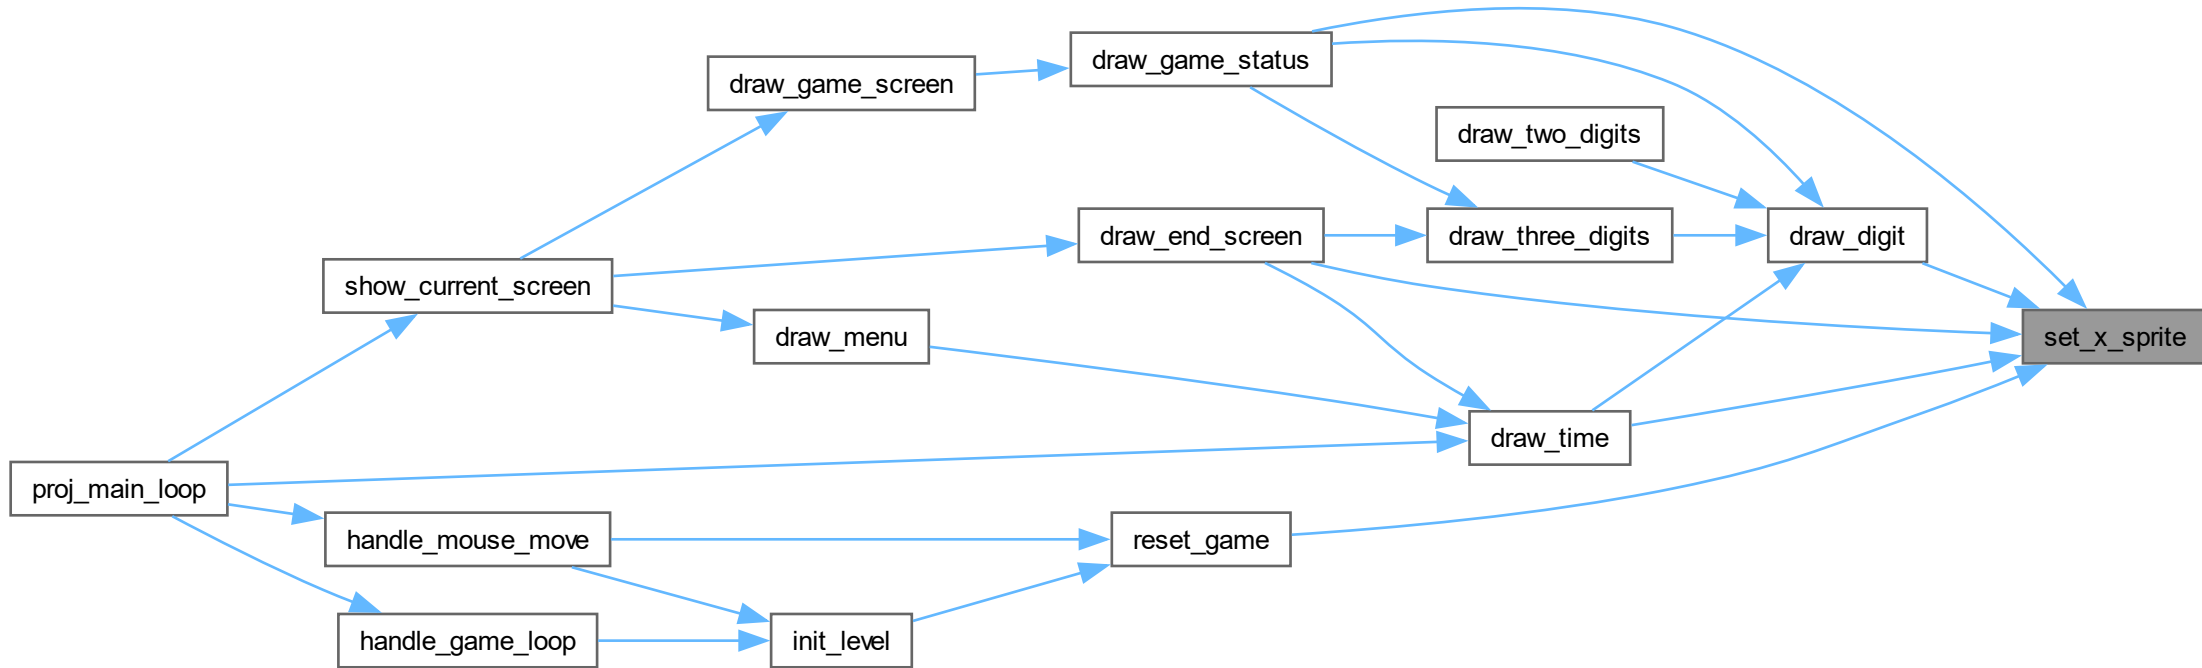 draw_game_status
draw_game_screen
draw_two_digits
draw_end_screen
draw_three_digits
draw_digit
show_current_screen
draw_menu
set_x_sprite
draw_time
proj_main_loop
handle_mouse_move
reset_game
handle_game_loop
init_level